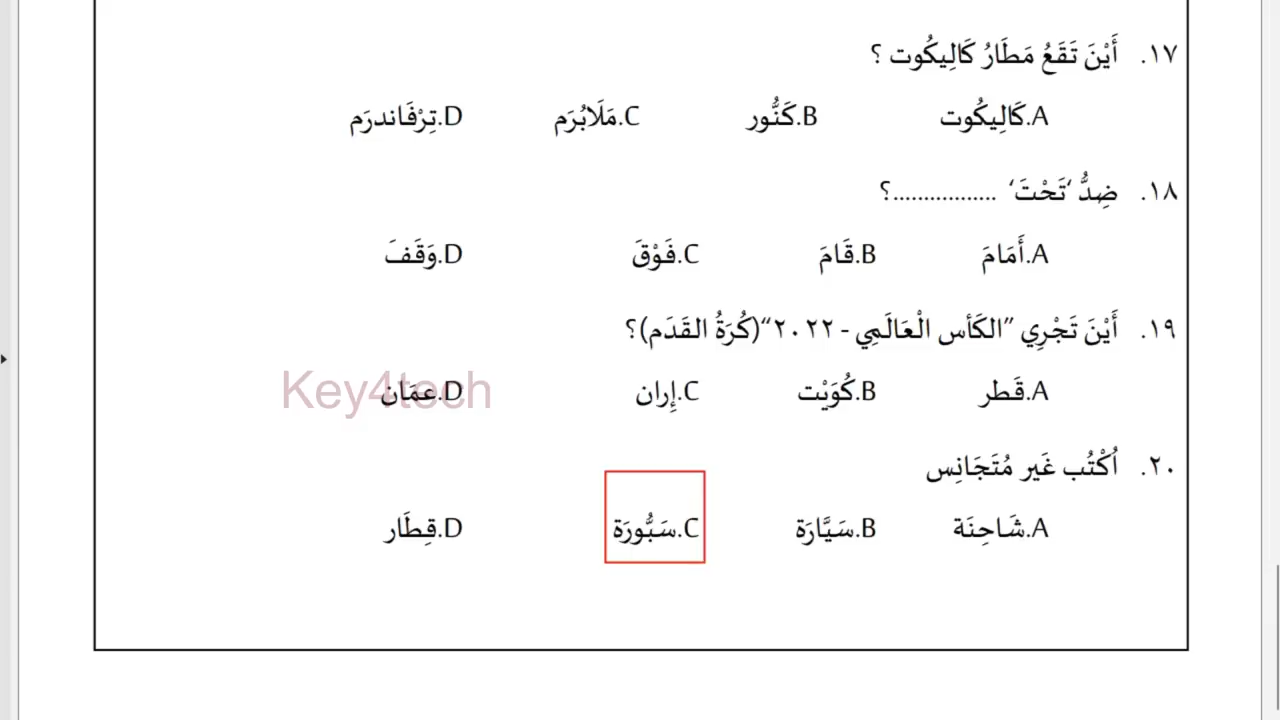 ١٧. أَيْنَ تَقَعُ مَطَارُ كَالِيكُوت ؟
A.كَالِيكُوت B.كَنُّور C.مَلَابُرَم D.تِرْفَاندرَم
١٨. ضِدُّ ’تَحْتَ‘ .................؟
A.أَمَامَ B.قَامَ C.فَوْقَ D.وَقَفَ
١٩. أَيْنَ تَجْرِي ”الكَأس الْعَالَمِي - ٢٠٢٢“(كُرَةُ القَدَم)؟
A.قَطر B.كُوَيْت C.إِران D.عمَان
Key4tech
٢٠. اُكْتُب غَير مُتَجَانِس
A.شَاحِنَة B.سَيَّارَة C.سَبُّورَة D.قِطَار